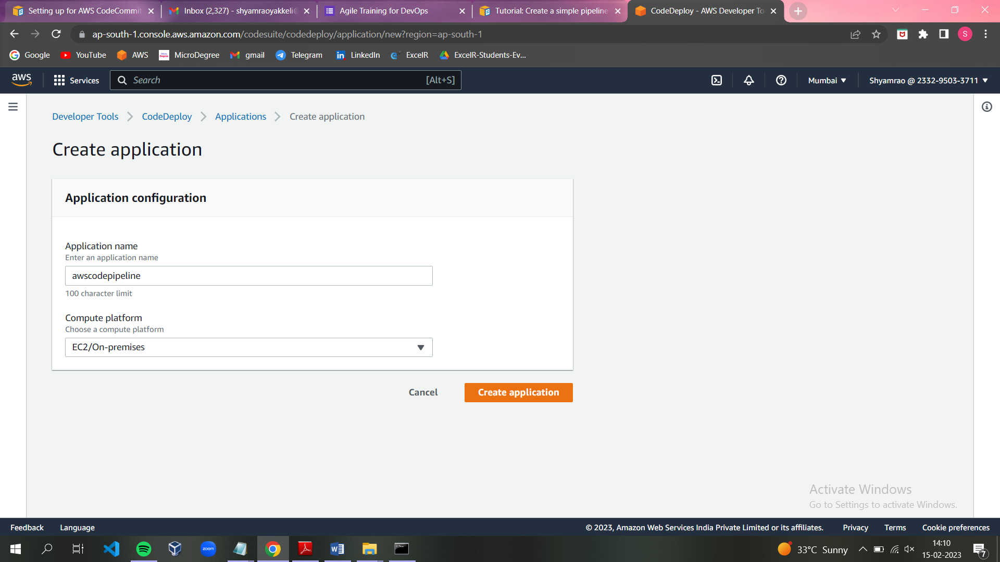 Setting up for AWS CodeCommit
Inbox (2,327) - shyamraoyakkeli@
Agile Training for DevOps
Tutorial: Create a simple pipeline
CodeDeploy - AWS Developer To
ap-south-1.console.aws.amazon.com/codesuite/codedeploy/application/new?region=ap-south-1
S
Google
YouTube
AWS
MicroDegree
gmail
Telegram
LinkedIn
ExcelR
ExcelR-Students-Ev...
aws
Services
Search
[Alt+S]
Mumbai
Shyamrao @ 2332-9503-3711
Developer Tools
CodeDeploy
Applications
Create application
Create application
Application configuration
Application name
Enter an application name
awscodepipeline
100 character limit
Compute platform
Choose a compute platform
EC2/On-premises
Cancel
Create application
Activate Windows
Go to Settings to activate Windows.
Feedback
Language
© 2023, Amazon Web Services India Private Limited or its affiliates.
Privacy
Terms
Cookie preferences
zoom
33°C Sunny
14:10
15-02-2023
7